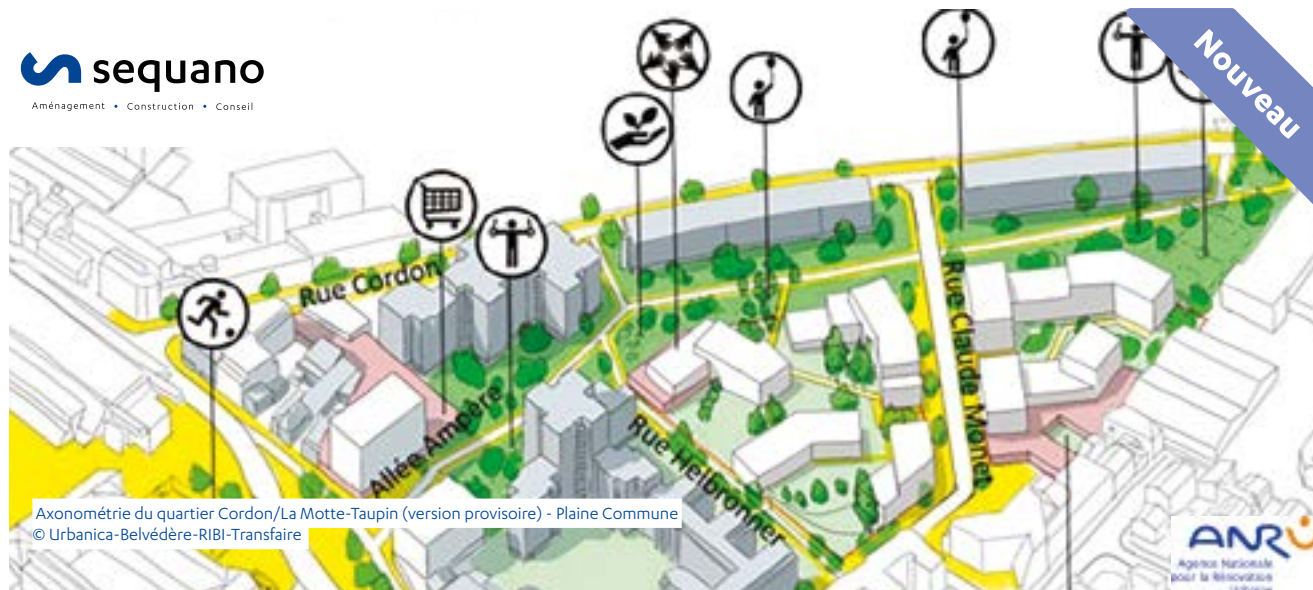 sequano
Aménagement • Construction • Conseil
Nouveau
Rue Cordon
Allée Ampère
Rue Heilbronner
Rue Claude Monet
Axonométrie du quartier Cordon/La Motte-Taupin (version provisoire) - Plaine Commune
© Urbanica-Belvédère-RIBI-Transfaire
ANRU
Agence Nationale
pour la Rénovation
Urbaine